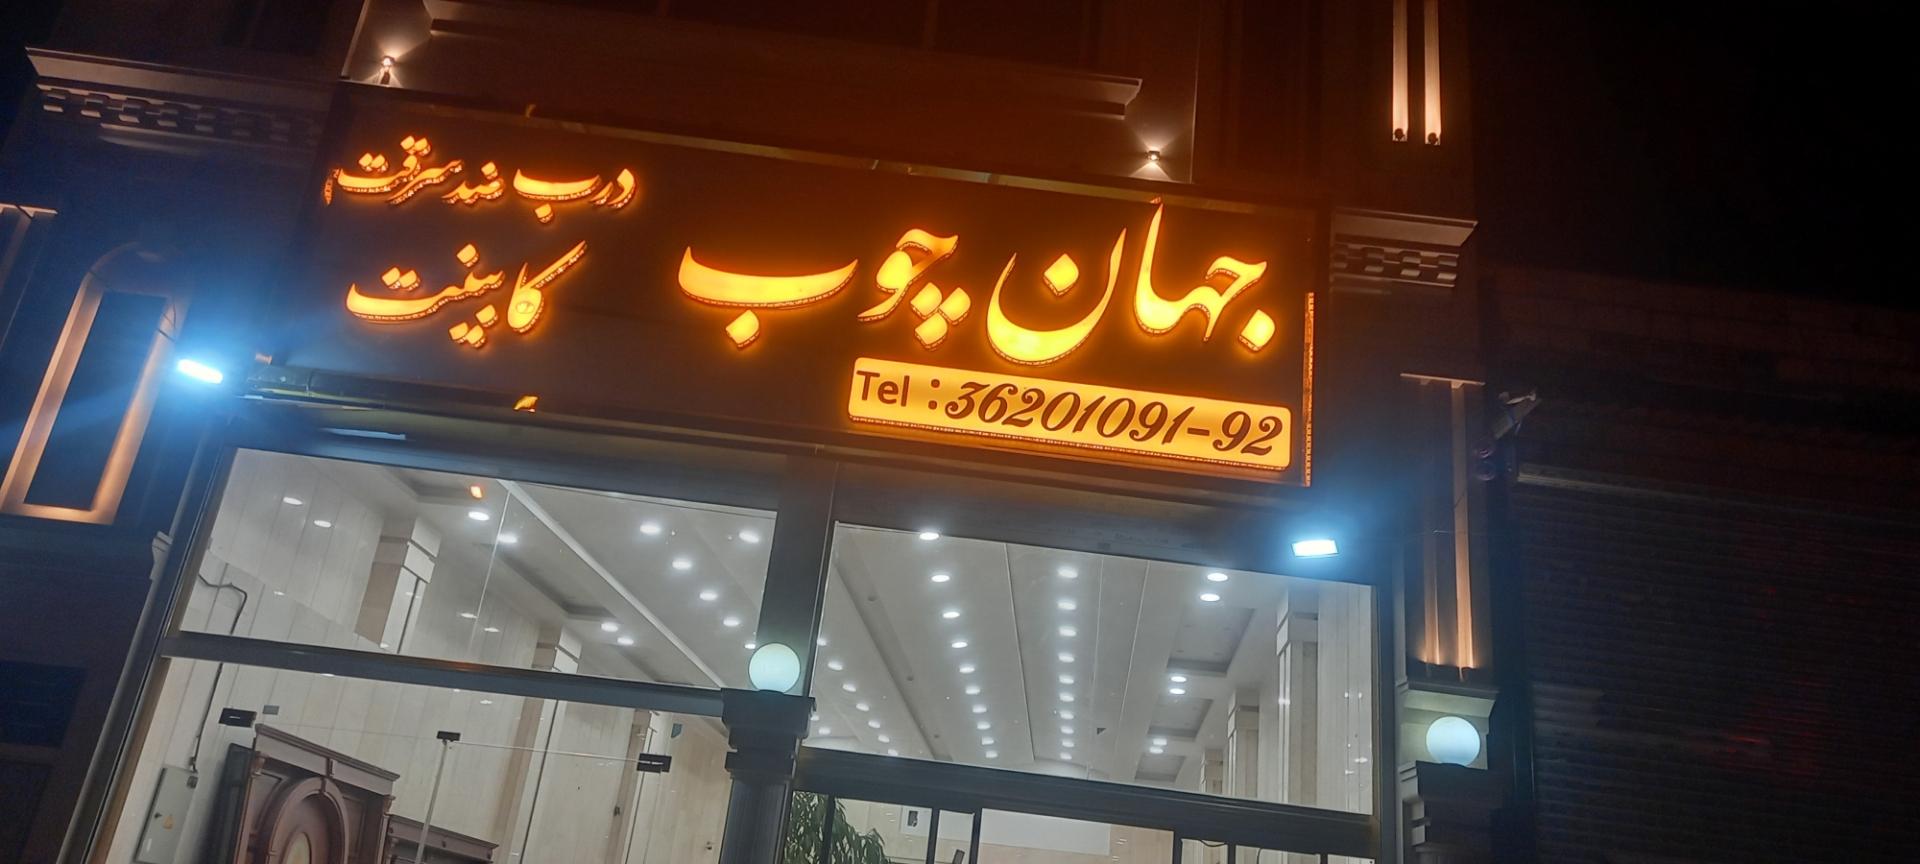 جهان چوب
درب ضد سرقت
کابینت
Tel : 36201091-92